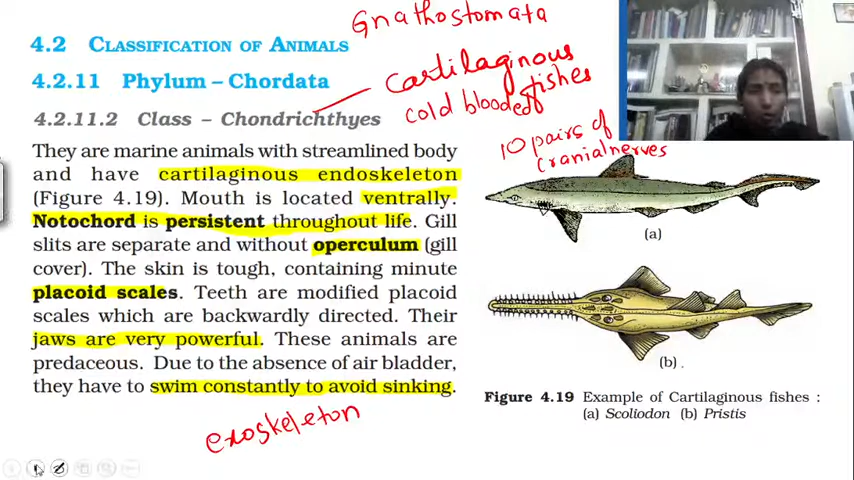 Gnathostomata
4.2 CLASSIFICATION OF ANIMALS
4.2.11 Phylum – Chordata
cartilaginous
fishes
cold blooded
4.2.11.2 Class – Chondrichthyes
10 pairs of
cranial nerves
They are marine animals with streamlined body
and have cartilaginous endoskeleton
(Figure 4.19). Mouth is located ventrally.
Notochord is persistent throughout life. Gill
slits are separate and without operculum (gill
cover). The skin is tough, containing minute
placoid scales. Teeth are modified placoid
scales which are backwardly directed. Their
jaws are very powerful. These animals are
predaceous. Due to the absence of air bladder,
they have to swim constantly to avoid sinking.
exoskeleton
(a)
(b)
Figure 4.19 Example of Cartilaginous fishes :
(a) Scoliodon (b) Pristis